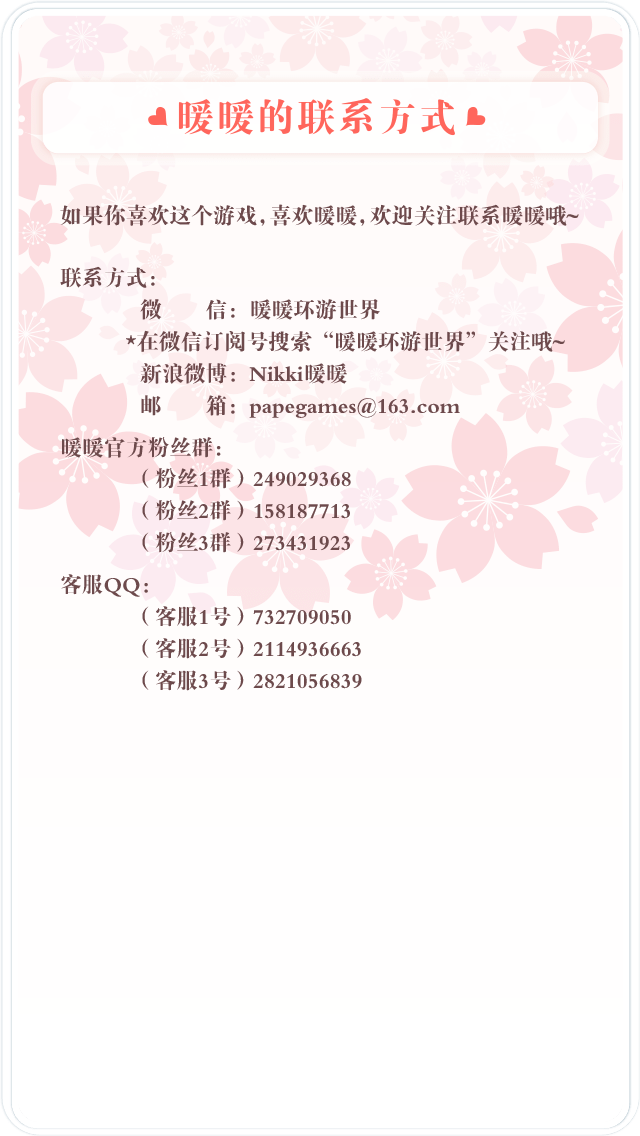 暖暖的联系方式
如果你喜欢这个游戏,喜欢暖暖,欢迎关注联系暖暖哦~
联系方式:
微 信: 暖暖环游世界
*在微信订阅号搜索“暖暖环游世界”关注哦~
新浪微博: Nikki暖暖
邮 箱: papegames@163.com
暖暖官方粉丝群:
(粉丝1群)249029368
(粉丝2群)158187713
(粉丝3群)273431923
客服QQ:
(客服1号)732709050
(客服2号)2114936663
(客服3号)2821056839